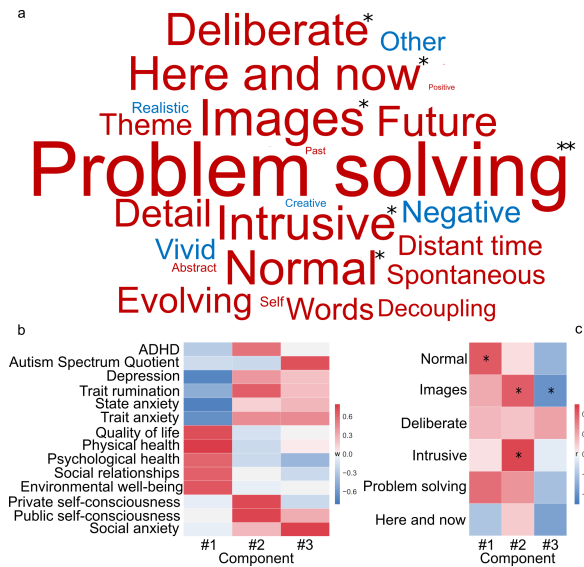 a
Deliberate*
Other
Here and now*
Positive
Realistic
Theme
Images*
Future
Past
Problem solving**
Creative
Detail
Intrusive*
Negative
Vivid
Distant time
Abstract
Normal*
Spontaneous
Evolving
Self
Words
Decoupling
b
ADHD
Autism Spectrum Quotient
Depression
Trait rumination
State anxiety
Trait anxiety
Quality of life
Physical health
Psychological health
Social relationships
Environmental well-being
Private self-consciousness
Public self-consciousness
Social anxiety
#1 #2 #3
Component
0.6
0.3
w 0.0
−0.3
−0.6
c
Normal *
Images * *
Deliberate
Intrusive *
Problem solving
Here and now
#1 #2 #3
Component
r